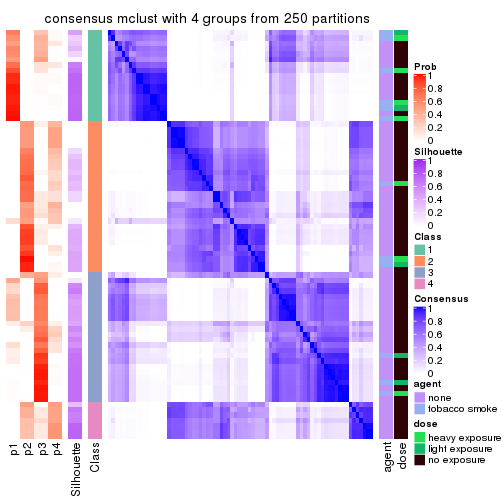 consensus mclust with 4 groups from 250 partitions
Prob
1
0.8
0.6
0.4
0.2
0
Silhouette
1
0.8
0.6
0.4
0.2
0
Class
1
2
3
4
Consensus
1
0.8
0.6
0.4
0.2
0
agent
none
tobacco smoke
dose
heavy exposure
light exposure
no exposure
p1
p2
p3
p4
Silhouette
Class
agent
dose